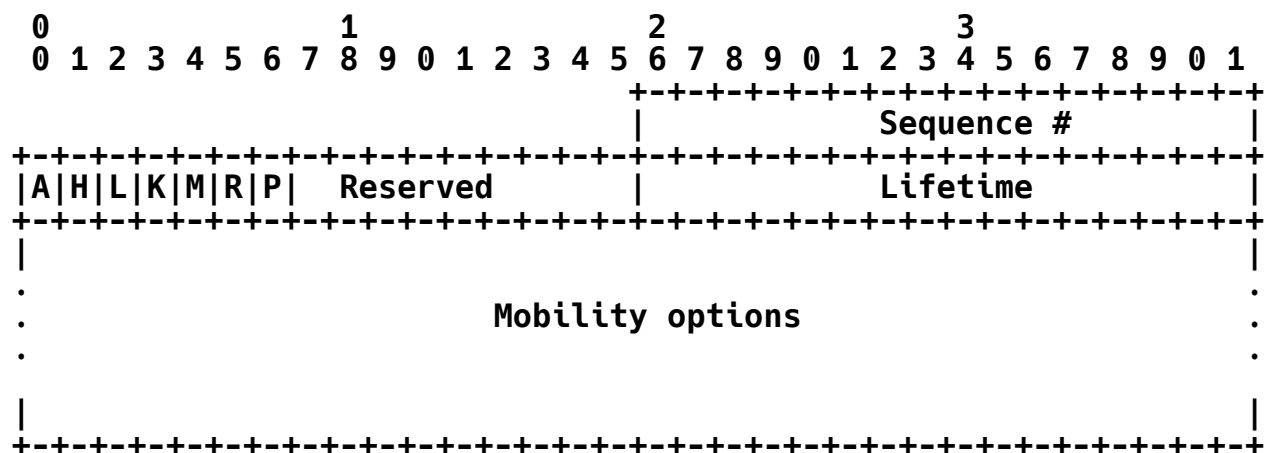 0               1               2               3
 0 1 2 3 4 5 6 7 8 9 0 1 2 3 4 5 6 7 8 9 0 1 2 3 4 5 6 7 8 9 0 1
                                +-+-+-+-+-+-+-+-+-+-+-+-+-+-+-+-+
                                |            Sequence #         |
+-+-+-+-+-+-+-+-+-+-+-+-+-+-+-+-+-+-+-+-+-+-+-+-+-+-+-+-+-+-+-+-+
|A|H|L|K|M|R|P|  Reserved       |            Lifetime           |
+-+-+-+-+-+-+-+-+-+-+-+-+-+-+-+-+-+-+-+-+-+-+-+-+-+-+-+-+-+-+-+-+
|                                                               |
.                                                               .
.                        Mobility options                       .
.                                                               .
|                                                               |
+-+-+-+-+-+-+-+-+-+-+-+-+-+-+-+-+-+-+-+-+-+-+-+-+-+-+-+-+-+-+-+-+